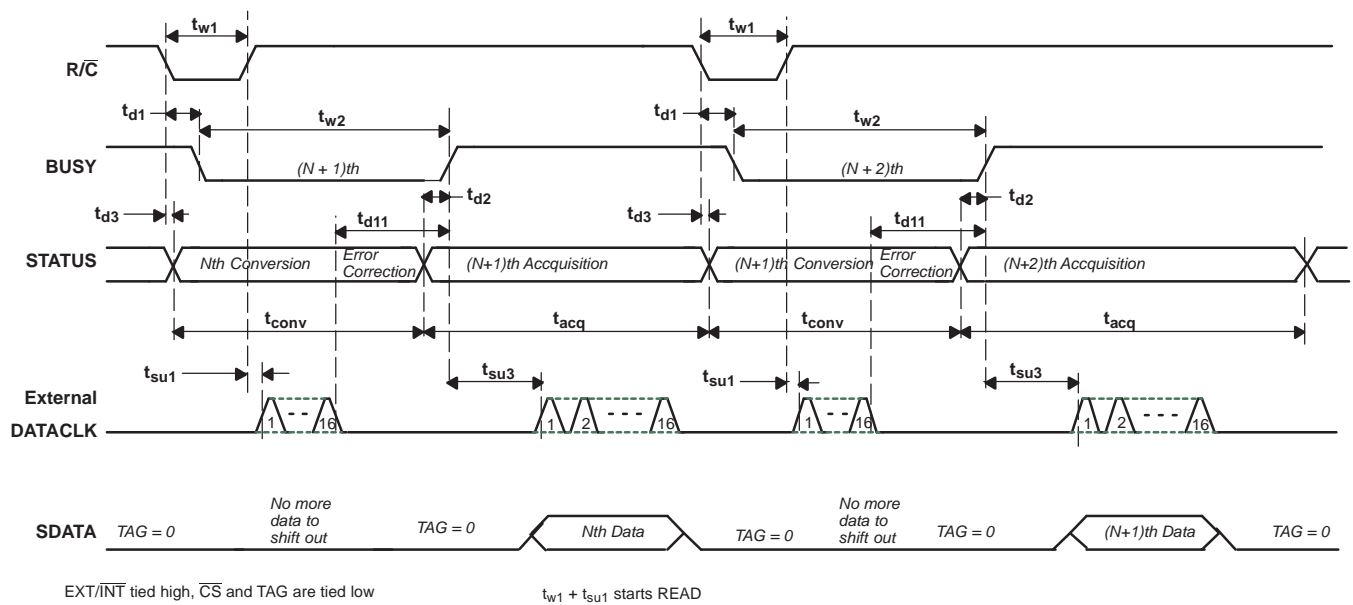 tw1 tw1
R/C
td1 tw2 td1 tw2
BUSY (N + 1)th (N + 2)th
td3 td2 td3 td2
td11 td11
STATUS Nth Conversion Error Correction (N+1)th Accquisition (N+1)th Conversion Error Correction (N+2)th Acquisition
tconv tacq tconv tacq
tsu1 tsu3 tsu1 tsu3
External
DATACLK 1 - - 16 1 2 - - - 16 1 - - 16 1 2 - - - 16
No more data to shift out No more data to shift out
SDATA TAG = 0 TAG = 0 Nth Data TAG = 0 TAG = 0 (N+1)th Data TAG = 0
EXT/INT tied high, CS and TAG are tied low tw1 + tsu1 starts READ